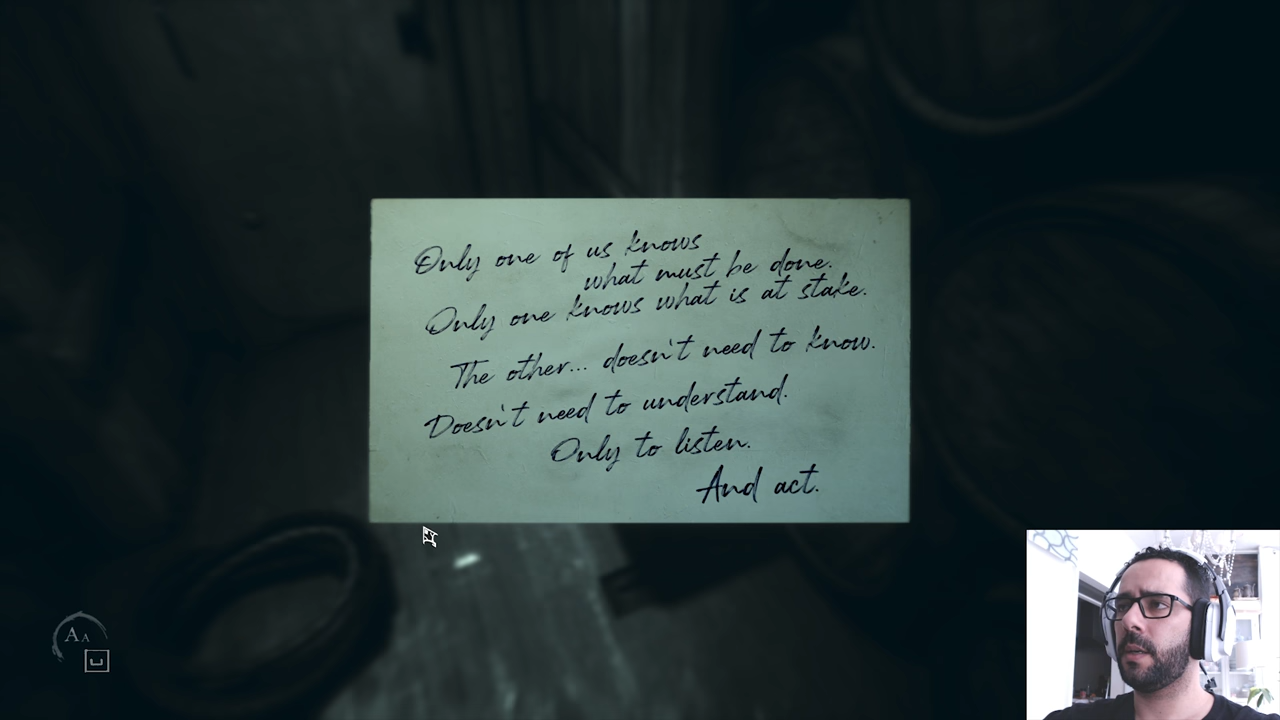 Only one of us knows
what must be done.
Only one knows what is at stake.
The other... doesn't need to know.
Doesn't need to understand.
Only to listen.
And act.
AA